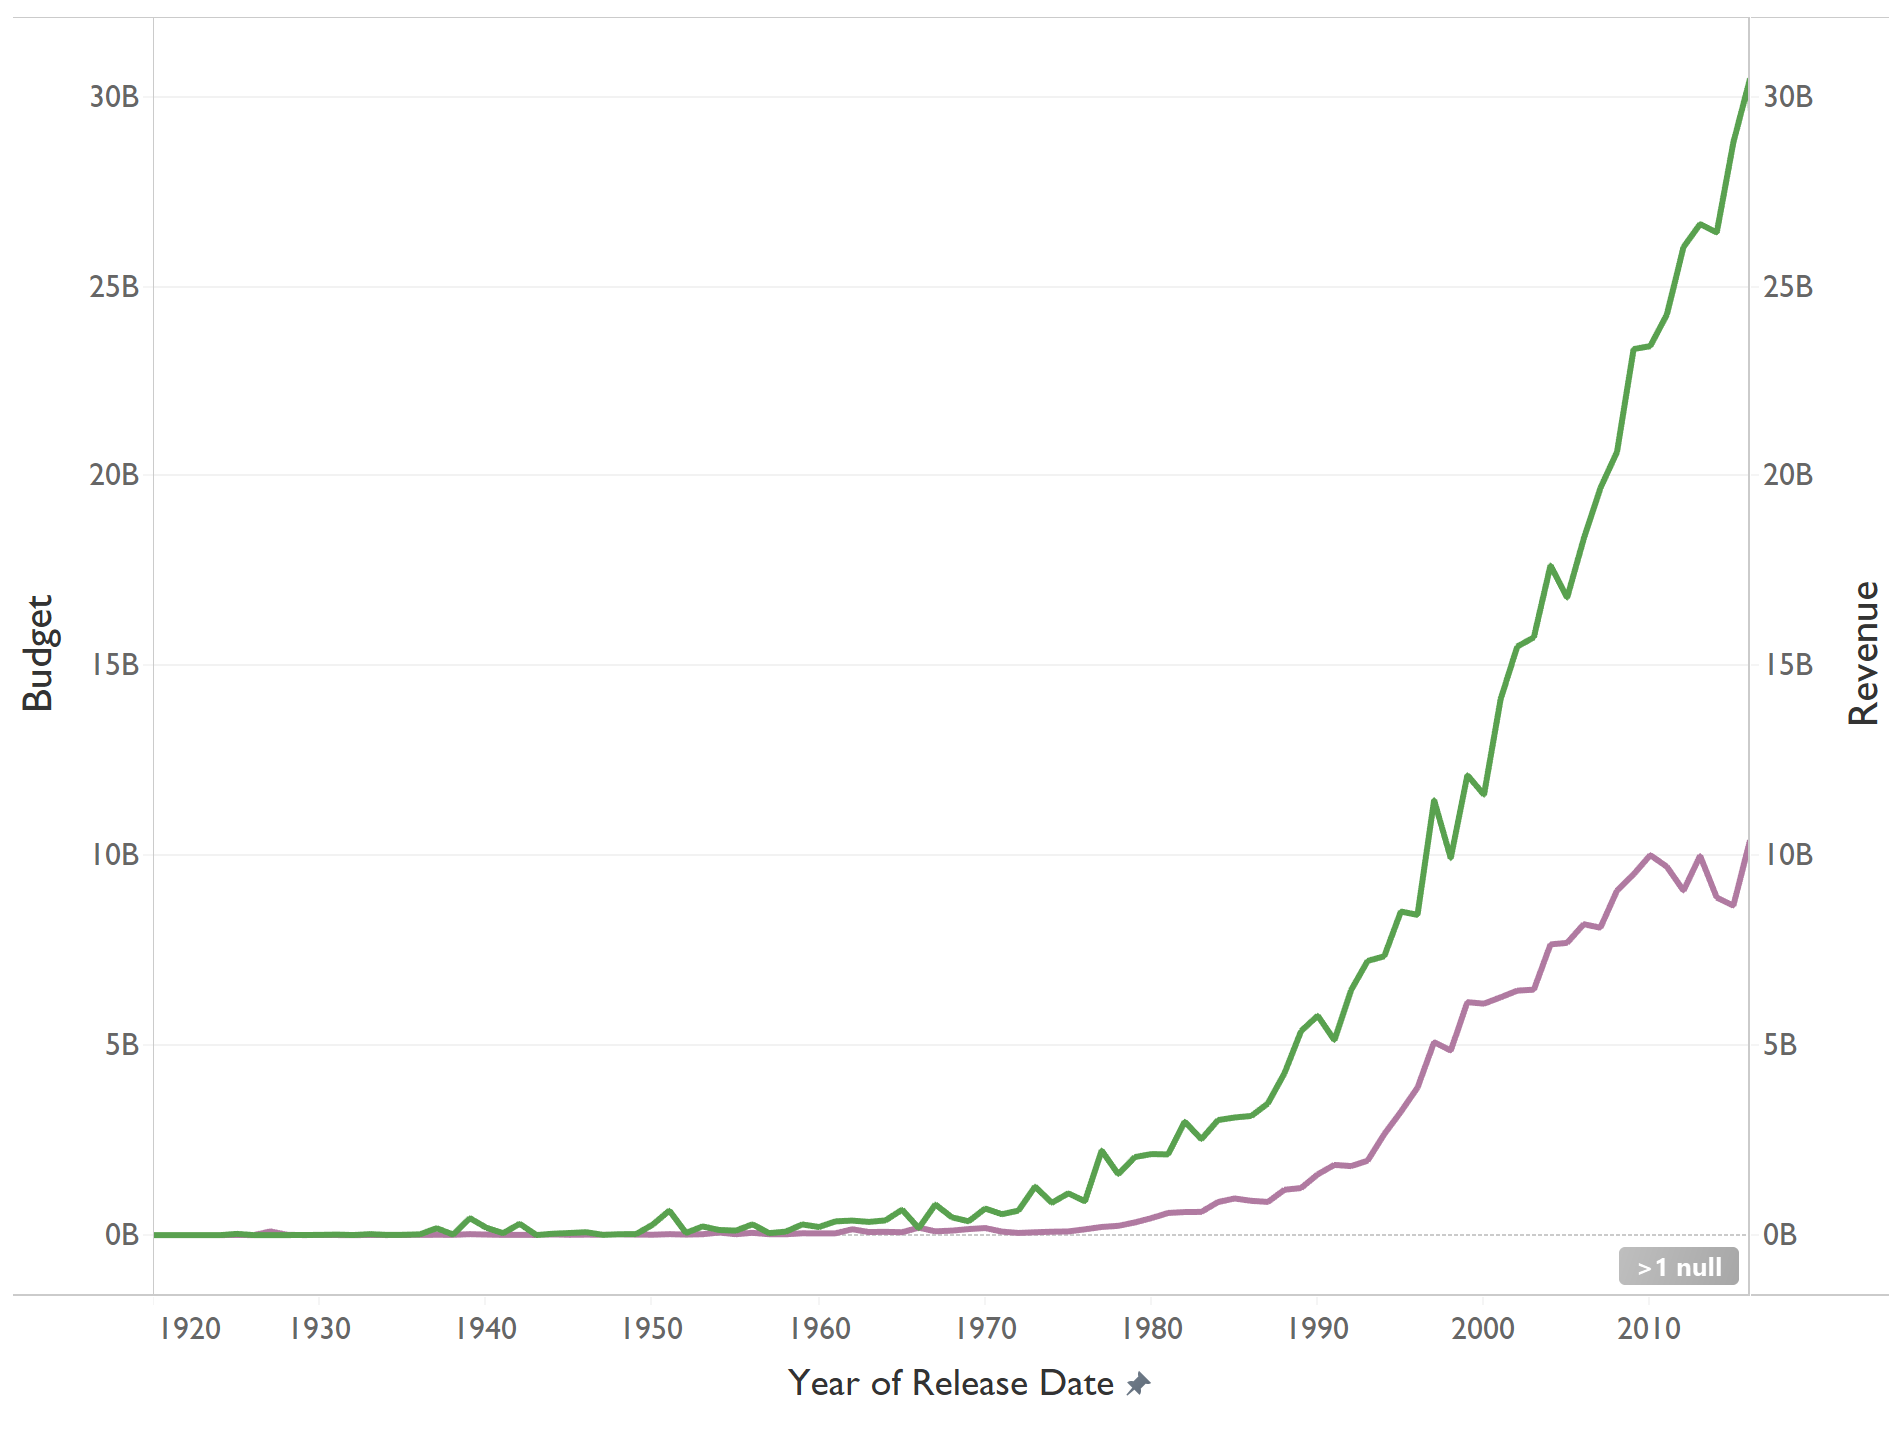 30B
25B
20B
15B
10B
5B
0B
Budget
30B
25B
20B
15B
10B
5B
0B
Revenue
>1 null
1920 1930 1940 1950 1960 1970 1980 1990 2000 2010
Year of Release Date